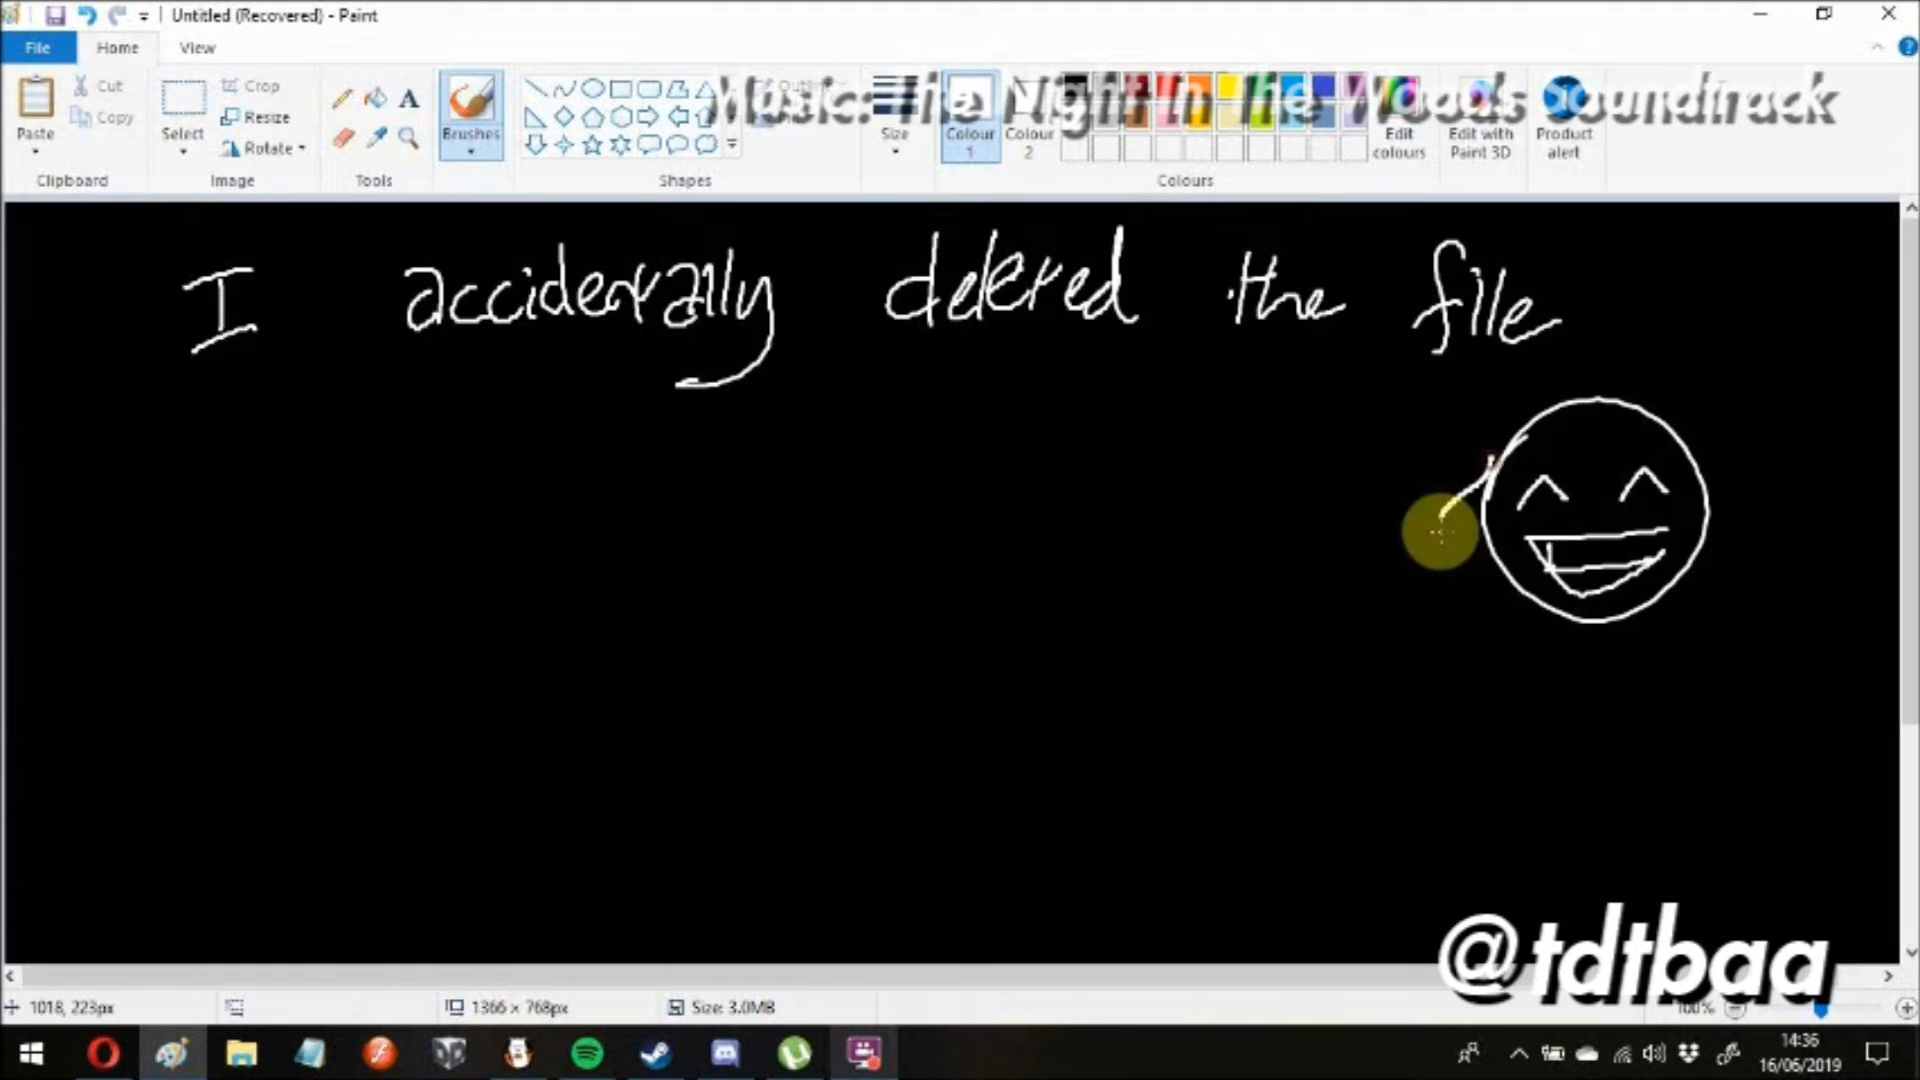 Untitled (Recovered) - Paint
File Home View
Music: The Night In The Woods Soundtrack
Cut
Copy
Paste
Crop
Resize
Rotate
Select
Brushes
Size
Colour 1
Colour 2
Edit colours
Edit with Paint 3D
Product alert
Clipboard Image Tools Shapes Colours
I accidentally deleted the file
@tdtbaa
1018, 223px 1366 × 768px Size: 3.0MB 100%
14:36
16/06/2019